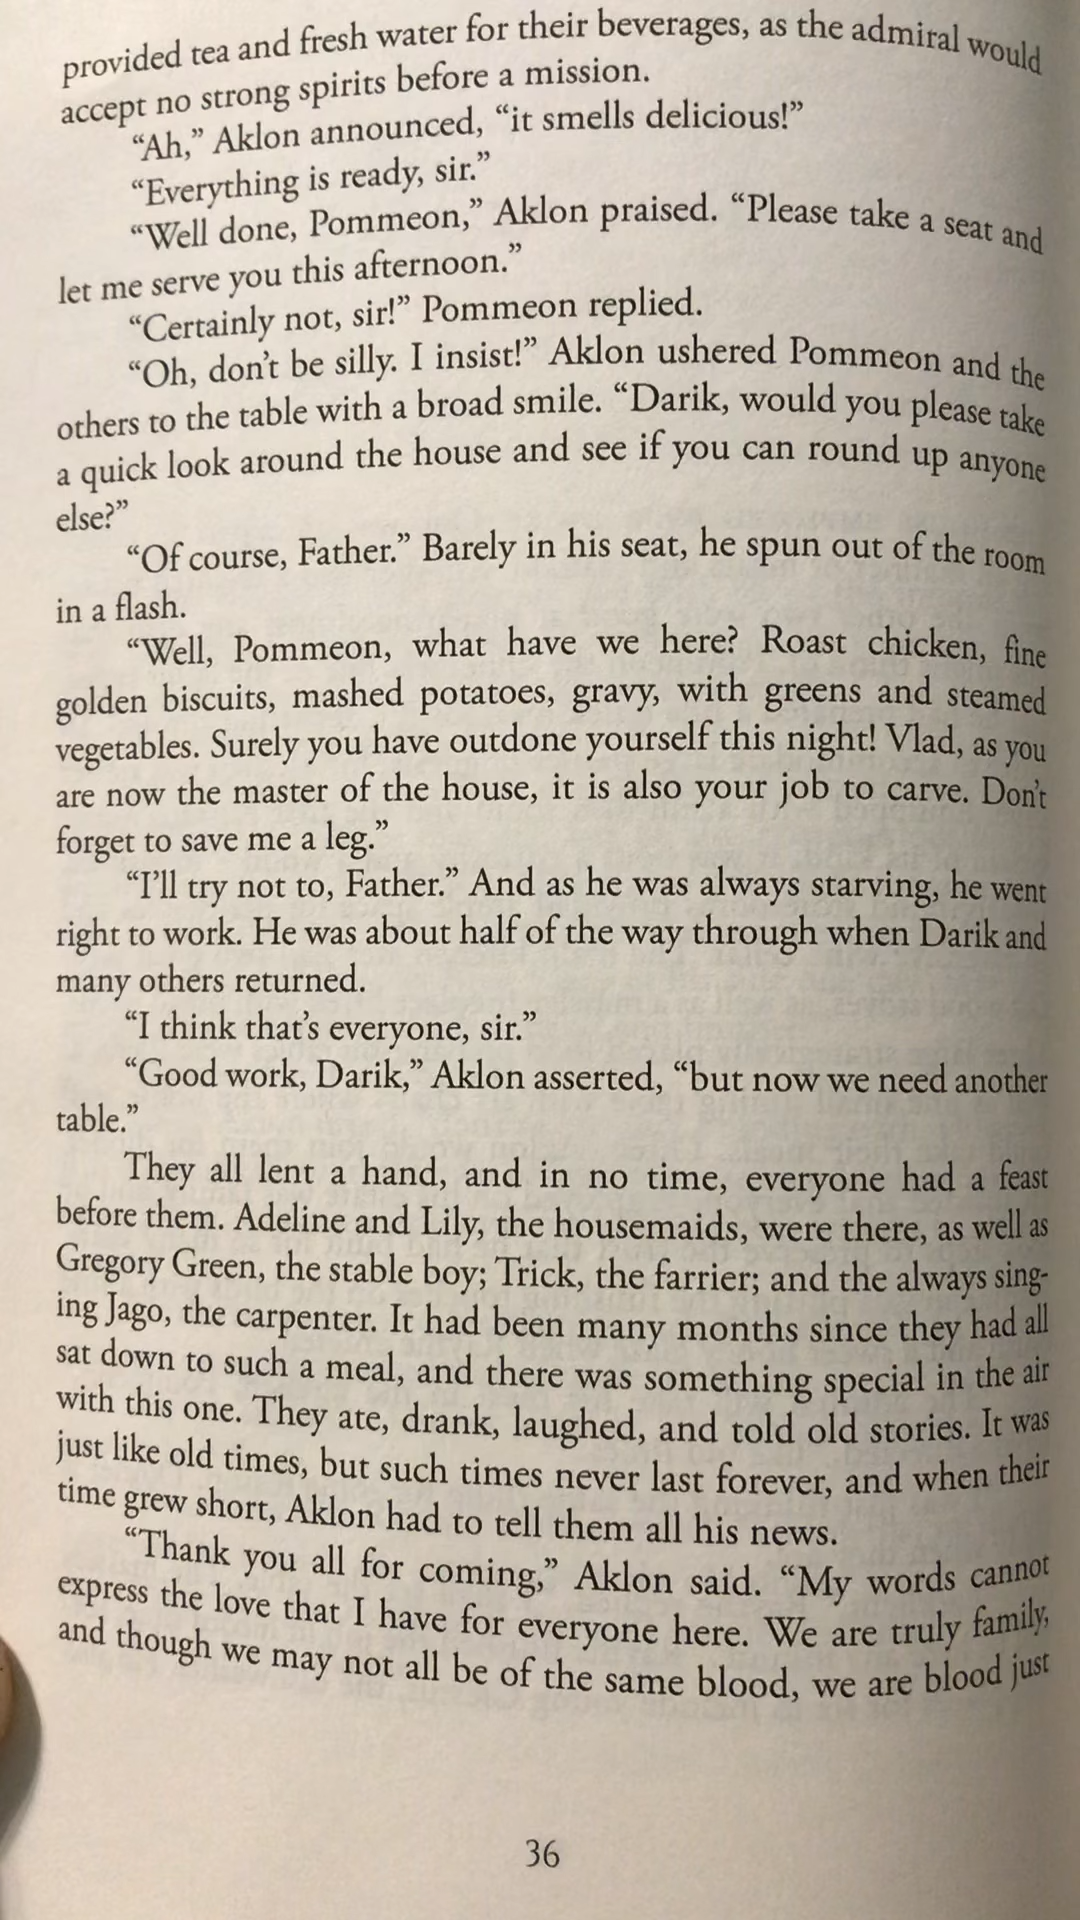 provided tea and fresh water for their beverages, as the admiral would
accept no strong spirits before a mission.
“Ah,” Aklon announced, “it smells delicious!”
“Everything is ready, sir.”
“Well done, Pommeon,” Aklon praised. “Please take a seat and
let me serve you this afternoon.”
“Certainly not, sir!” Pommeon replied.
“Oh, don’t be silly. I insist!” Aklon ushered Pommeon and the
others to the table with a broad smile. “Darik, would you please take
a quick look around the house and see if you can round up anyone
else?”
“Of course, Father.” Barely in his seat, he spun out of the room
in a flash.
“Well, Pommeon, what have we here? Roast chicken, fine
golden biscuits, mashed potatoes, gravy, with greens and steamed
vegetables. Surely you have outdone yourself this night! Vlad, as you
are now the master of the house, it is also your job to carve. Don’t
forget to save me a leg.”
“I’ll try not to, Father.” And as he was always starving, he went
right to work. He was about half of the way through when Darik and
many others returned.
“I think that’s everyone, sir.”
“Good work, Darik,” Aklon asserted, “but now we need another
table.”
They all lent a hand, and in no time, everyone had a feast
before them. Adeline and Lily, the housemaids, were there, as well as
Gregory Green, the stable boy; Trick, the farrier; and the always sing-
ing Jago, the carpenter. It had been many months since they had all
sat down to such a meal, and there was something special in the air
with this one. They ate, drank, laughed, and told old stories. It was
just like old times, but such times never last forever, and when their
time grew short, Aklon had to tell them all his news.
“Thank you all for coming,” Aklon said. “My words cannot
express the love that I have for everyone here. We are truly family,
and though we may not all be of the same blood, we are blood just
36